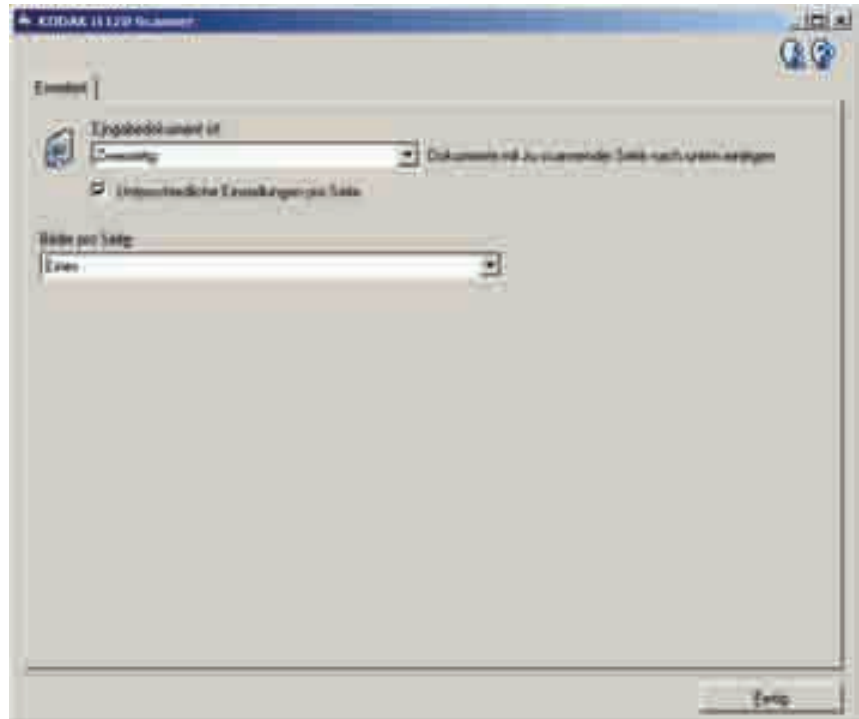 KODAK i1120 Scanner
Erweitert
Eingabedokument ist
Zweiseitig
Dokumente mit zu scannender Seite nach unten einlegen
Unterschiedliche Einstellungen pro Seite
Bilder pro Seite:
Eines
Fertig